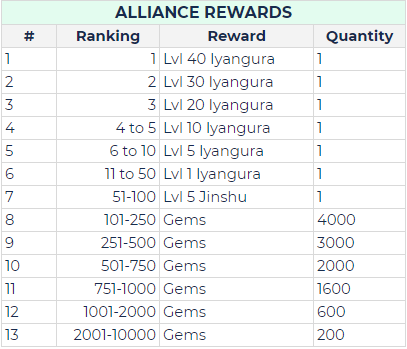 ALLIANCE REWARDS
# Ranking Reward Quantity
1 1 Lvl 40 Iyangura 1
2 2 Lvl 30 Iyangura 1
3 3 Lvl 20 Iyangura 1
4 4 to 5 Lvl 10 Iyangura 1
5 6 to 10 Lvl 5 Iyangura 1
6 11 to 50 Lvl 1 Iyangura 1
7 51-100 Lvl 5 Jinshu 1
8 101-250 Gems 4000
9 251-500 Gems 3000
10 501-750 Gems 2000
11 751-1000 Gems 1600
12 1001-2000 Gems 600
13 2001-10000 Gems 200